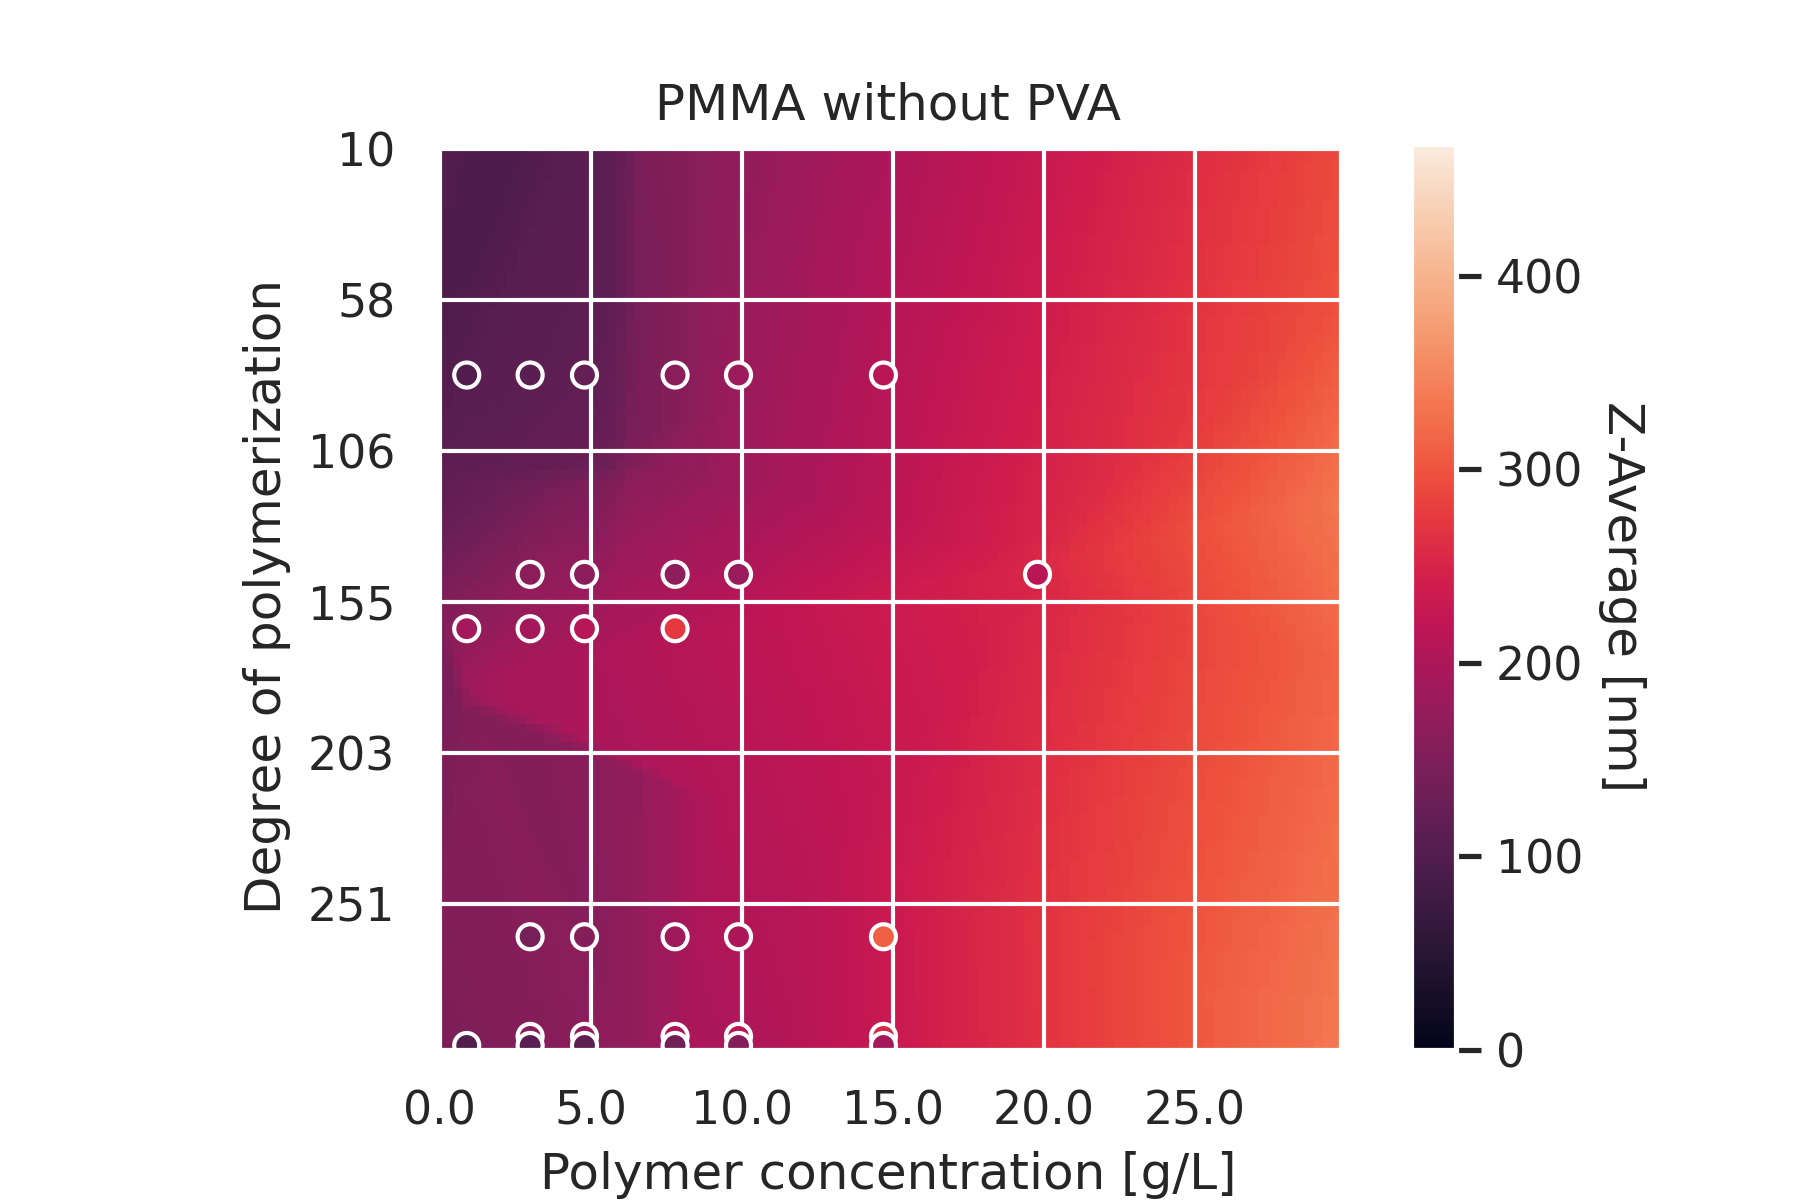 PMMA without PVA
10
58
106
155
203
251
Degree of polymerization
0.0 5.0 10.0 15.0 20.0 25.0
Polymer concentration [g/L]
400
300
200
100
0
Z-Average [nm]